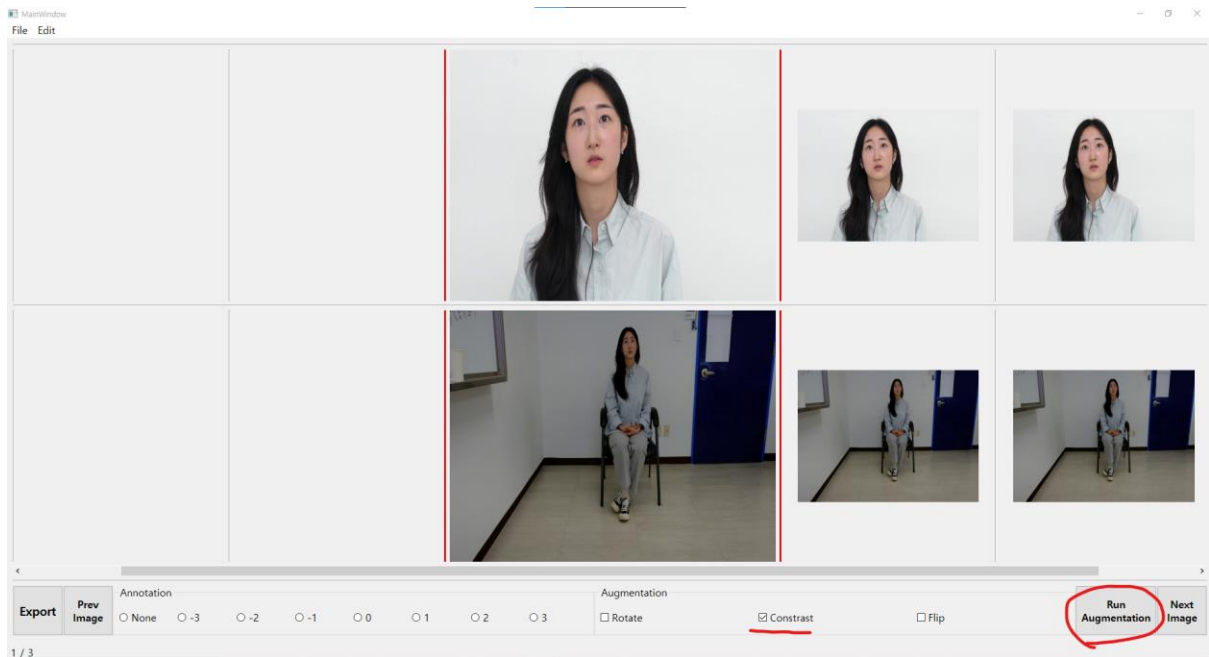 MainWindow
File Edit
Annotation
Augmentation
Export
Prev
Image
None -3 -2 -1 0 1 2 3
Rotate
Constrast
Flip
Run
Augmentation
Next
Image
1 / 3